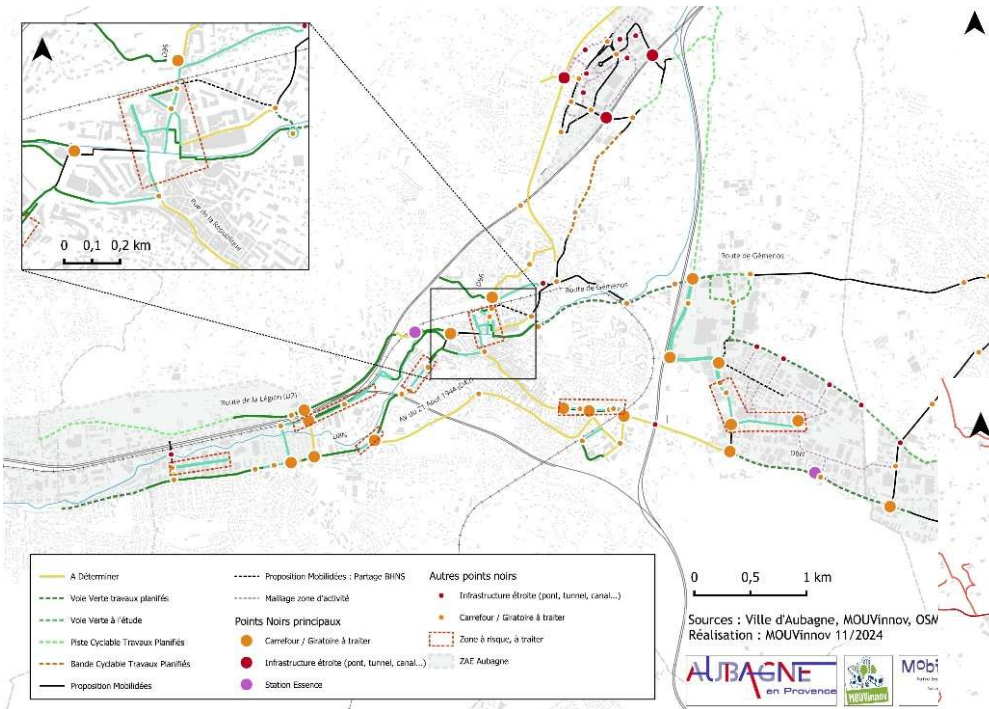 D96
Rue de la République
0 0,1 0,2 km
Route de Gémenos
D96
Route de Gémenos
Route de la Légion (D2)
Av du 21 Août 1944 (D43)
D8N
D8N
A Déterminer
Voie Verte travaux planifiés
Voie Verte à l'étude
Piste Cyclable Travaux Planifiés
Bande Cyclable Travaux Planifiés
Proposition Mobilidées
Proposition Mobilidées : Partage BHNS
Maillage zone d'activité
Points Noirs principaux
Carrefour / Giratoire à traiter
Infrastructure étroite (pont, tunnel, canal...)
Station Essence
Autres points noirs
Infrastructure étroite (pont, tunnel, canal...)
Carrefour / Giratoire à traiter
Zone à risque, à traiter
ZAE Aubagne
0 0,5 1 km
Sources : Ville d'Aubagne, MOUVinnov, OSM
Réalisation : MOUVinnov 11/2024
AUBAGNE
en Provence
MOUVinnov
Mobi